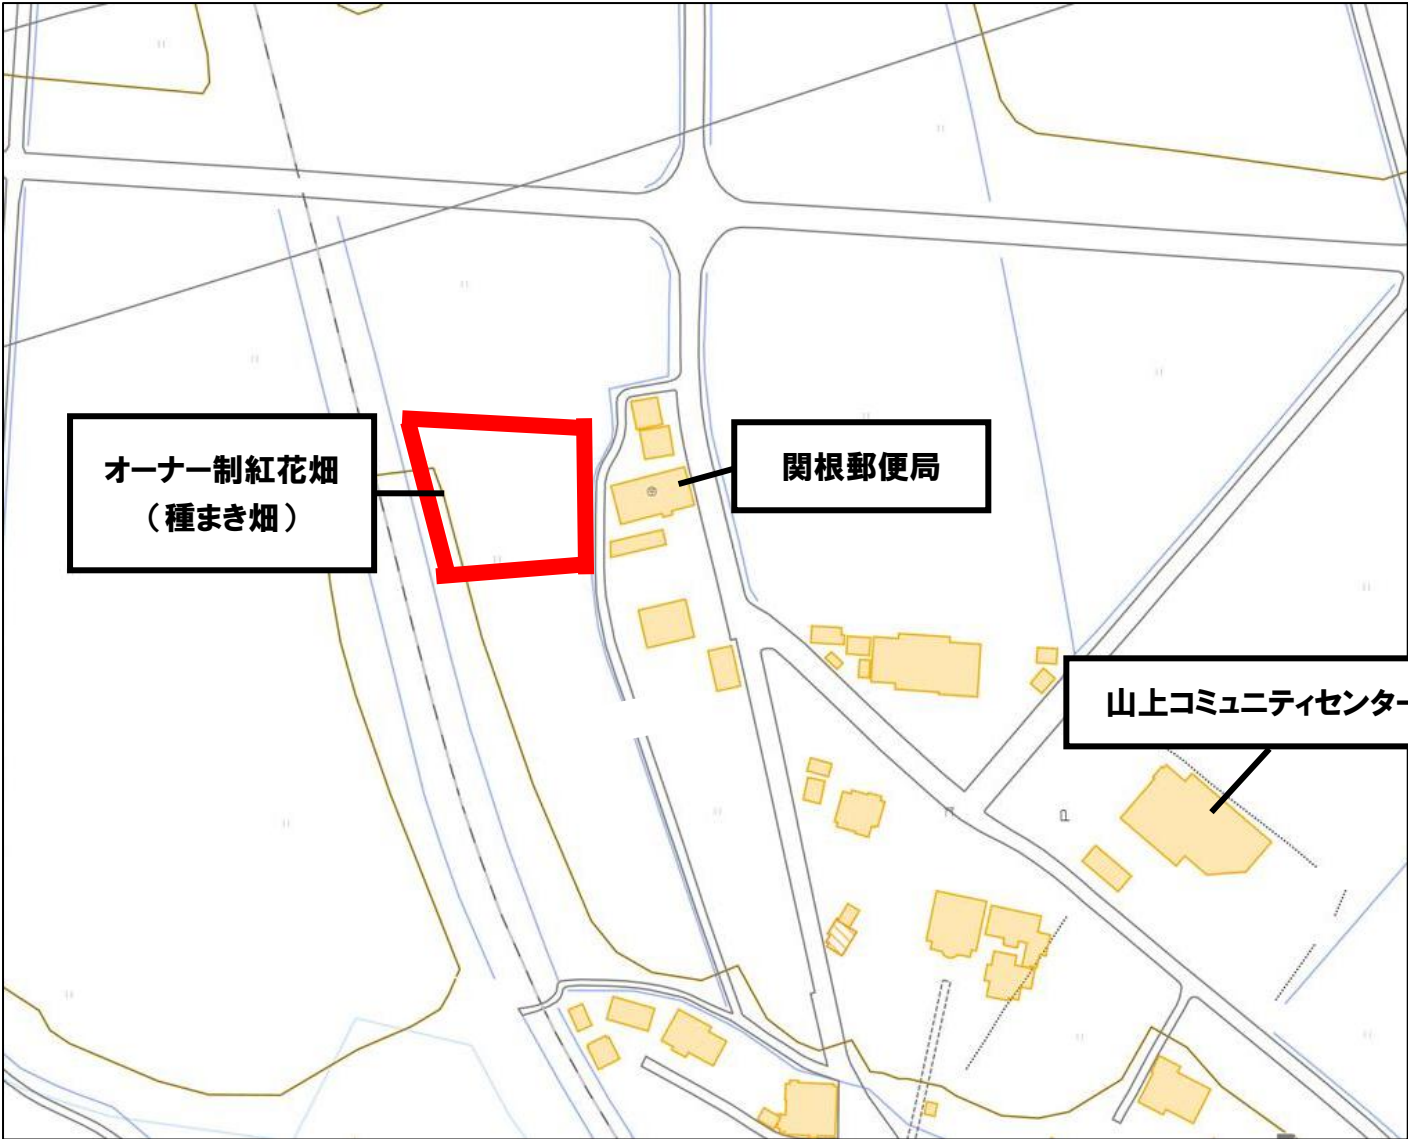 オーナー制紅花畑
（種まき畑）
関根郵便局
山上コミュニティセンター
P